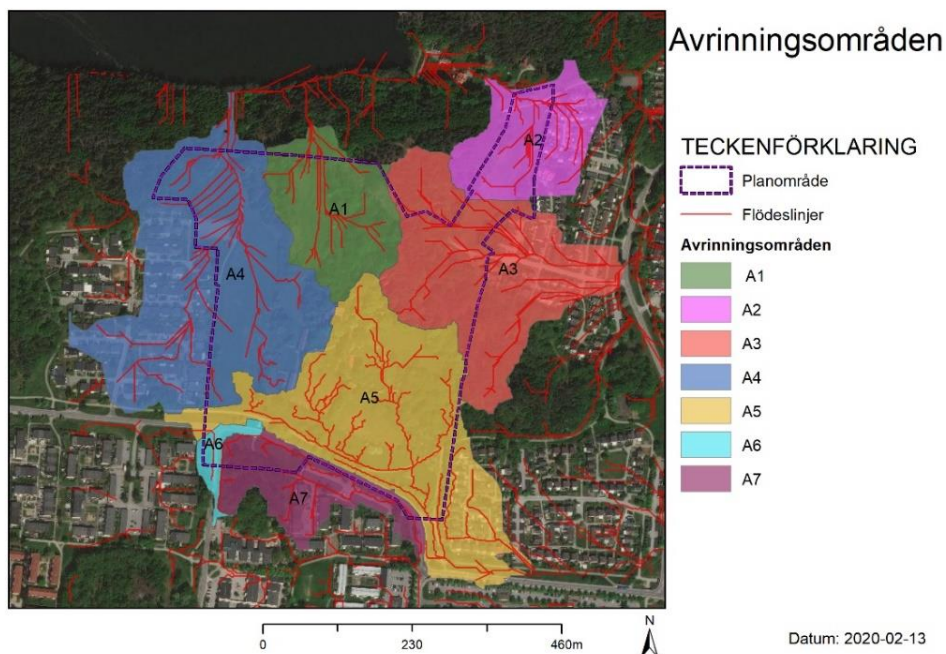 Avrinningsområden
TECKENFÖRKLARING
Planområde
Flödeslinjer
Avrinningsområden
A1
A2
A3
A4
A5
A6
A7
A2
A1
A3
A4
A5
A6
A7
0 230 460m
N
Datum: 2020-02-13